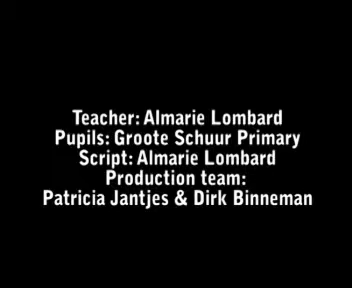 Teacher: Almarie Lombard
Pupils: Groote Schuur Primary
Script: Almarie Lombard
Production team:
Patricia Jantjes & Dirk Binneman